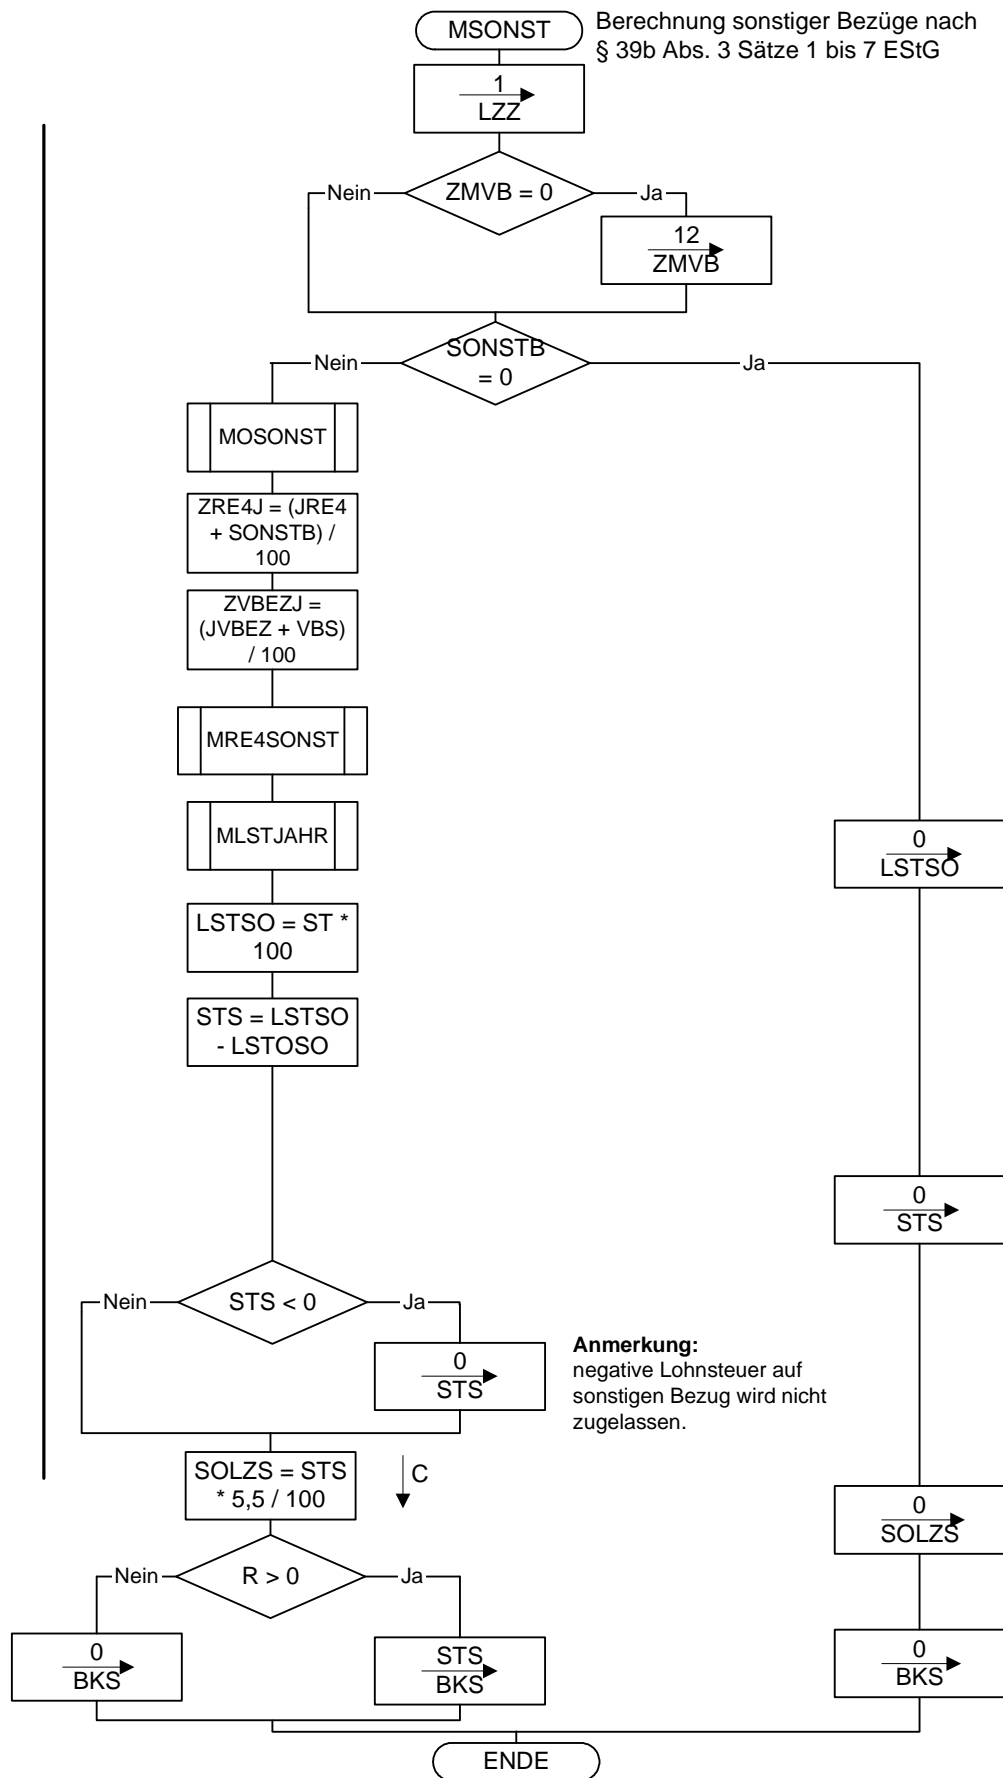 MSONST
Berechnung sonstiger Bezüge nach
§ 39b Abs. 3 Sätze 1 bis 7 EStG
1
LZZ
Nein
ZMVB = 0
Ja
12
ZMVB
Nein
SONSTB
= 0
Ja
MOSONST
ZRE4J = (JRE4
+ SONSTB) /
100
ZVBEZJ =
(JVBEZ + VBS)
/ 100
MRE4SONST
MLSTJAHR
0
LSTSO
LSTSO = ST *
100
STS = LSTSO
- LSTOSO
0
STS
Nein
STS < 0
Ja
0
STS
Anmerkung:
negative Lohnsteuer auf
sonstigen Bezug wird nicht
zugelassen.
SOLZS = STS
* 5,5 / 100
C
0
SOLZS
Nein
R > 0
Ja
0
BKS
STS
BKS
0
BKS
ENDE